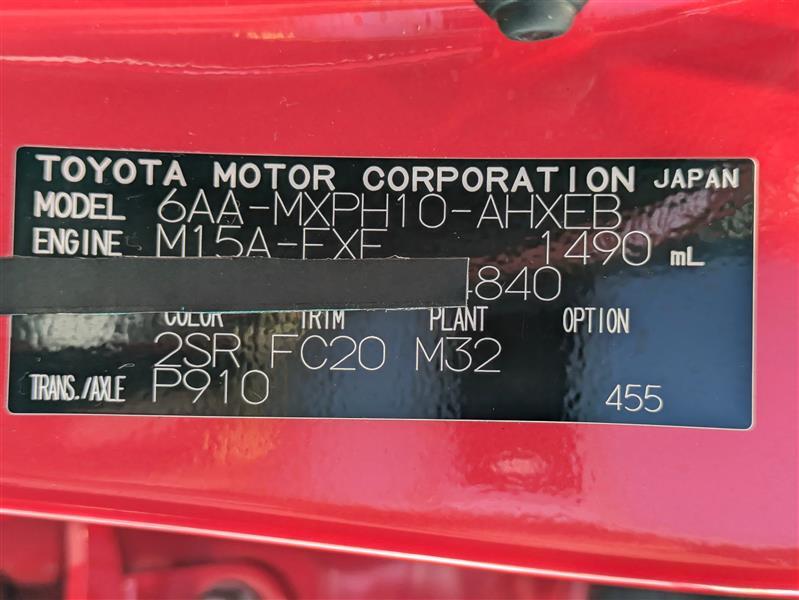 TOYOTA MOTOR CORPORATION JAPAN
MODEL 6AA-MXPH10-AHXEB
ENGINE M15A-FXE 1490 mL
4840
COLOR TRIM PLANT OPTION
2SR FC20 M32
TRANS./AXLE P910 455